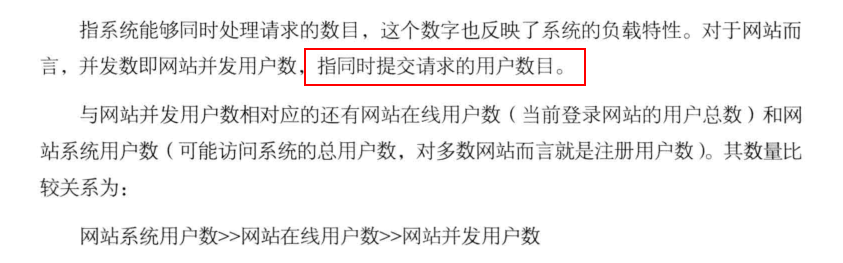 指系统能够同时处理请求的数目，这个数字也反映了系统的负载特性。对于网站而
言，并发数即网站并发用户数，指同时提交请求的用户数目。
与网站并发用户数相对应的还有网站在线用户数（当前登录网站的用户总数）和网
站系统用户数（可能访问系统的总用户数，对多数网站而言就是注册用户数）。其数量比
较关系为：
网站系统用户数>>网站在线用户数>>网站并发用户数